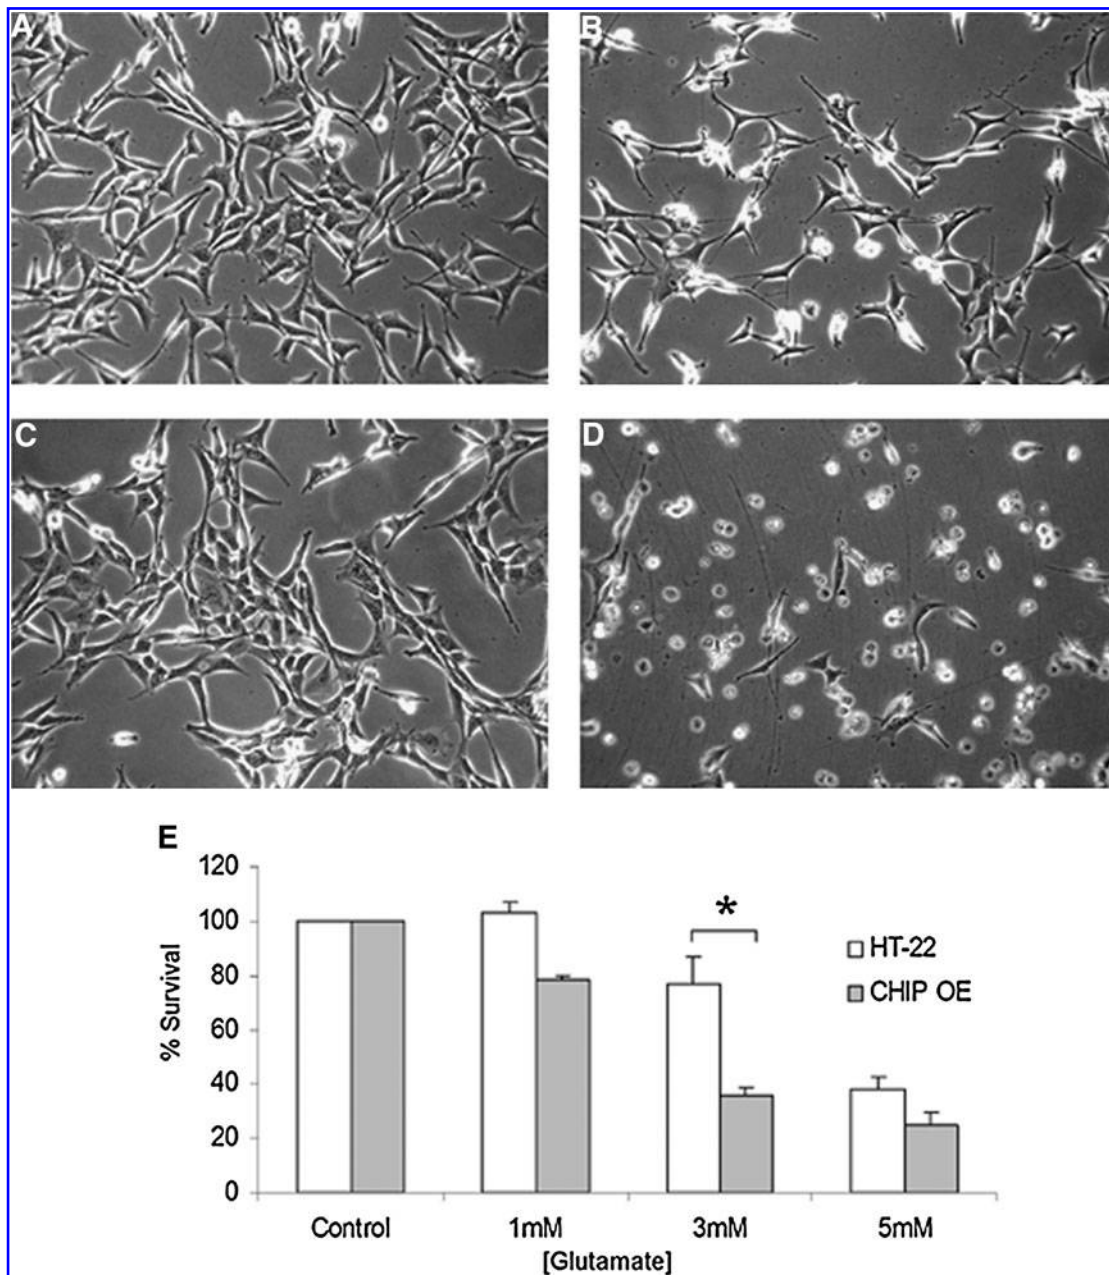 A
B
C
D
E
120
100
80
60
40
20
0
% Survival
*
HT-22
CHIP OE
Control 1mM 3mM 5mM
[Glutamate]